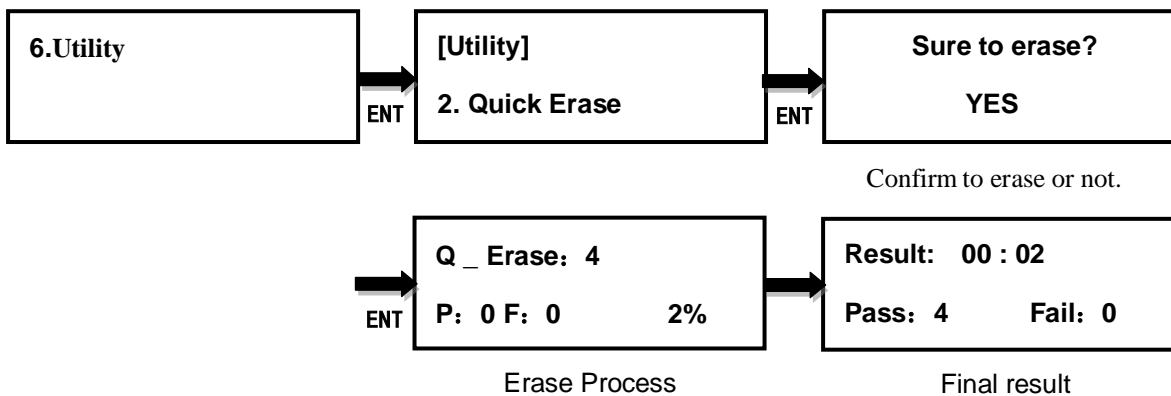 6.Utility
ENT
[Utility]
2. Quick Erase
ENT
Sure to erase?
YES
Confirm to erase or not.
ENT
Q _ Erase：4
P：0 F：0 2%
Erase Process
Result: 00 : 02
Pass：4 Fail：0
Final result